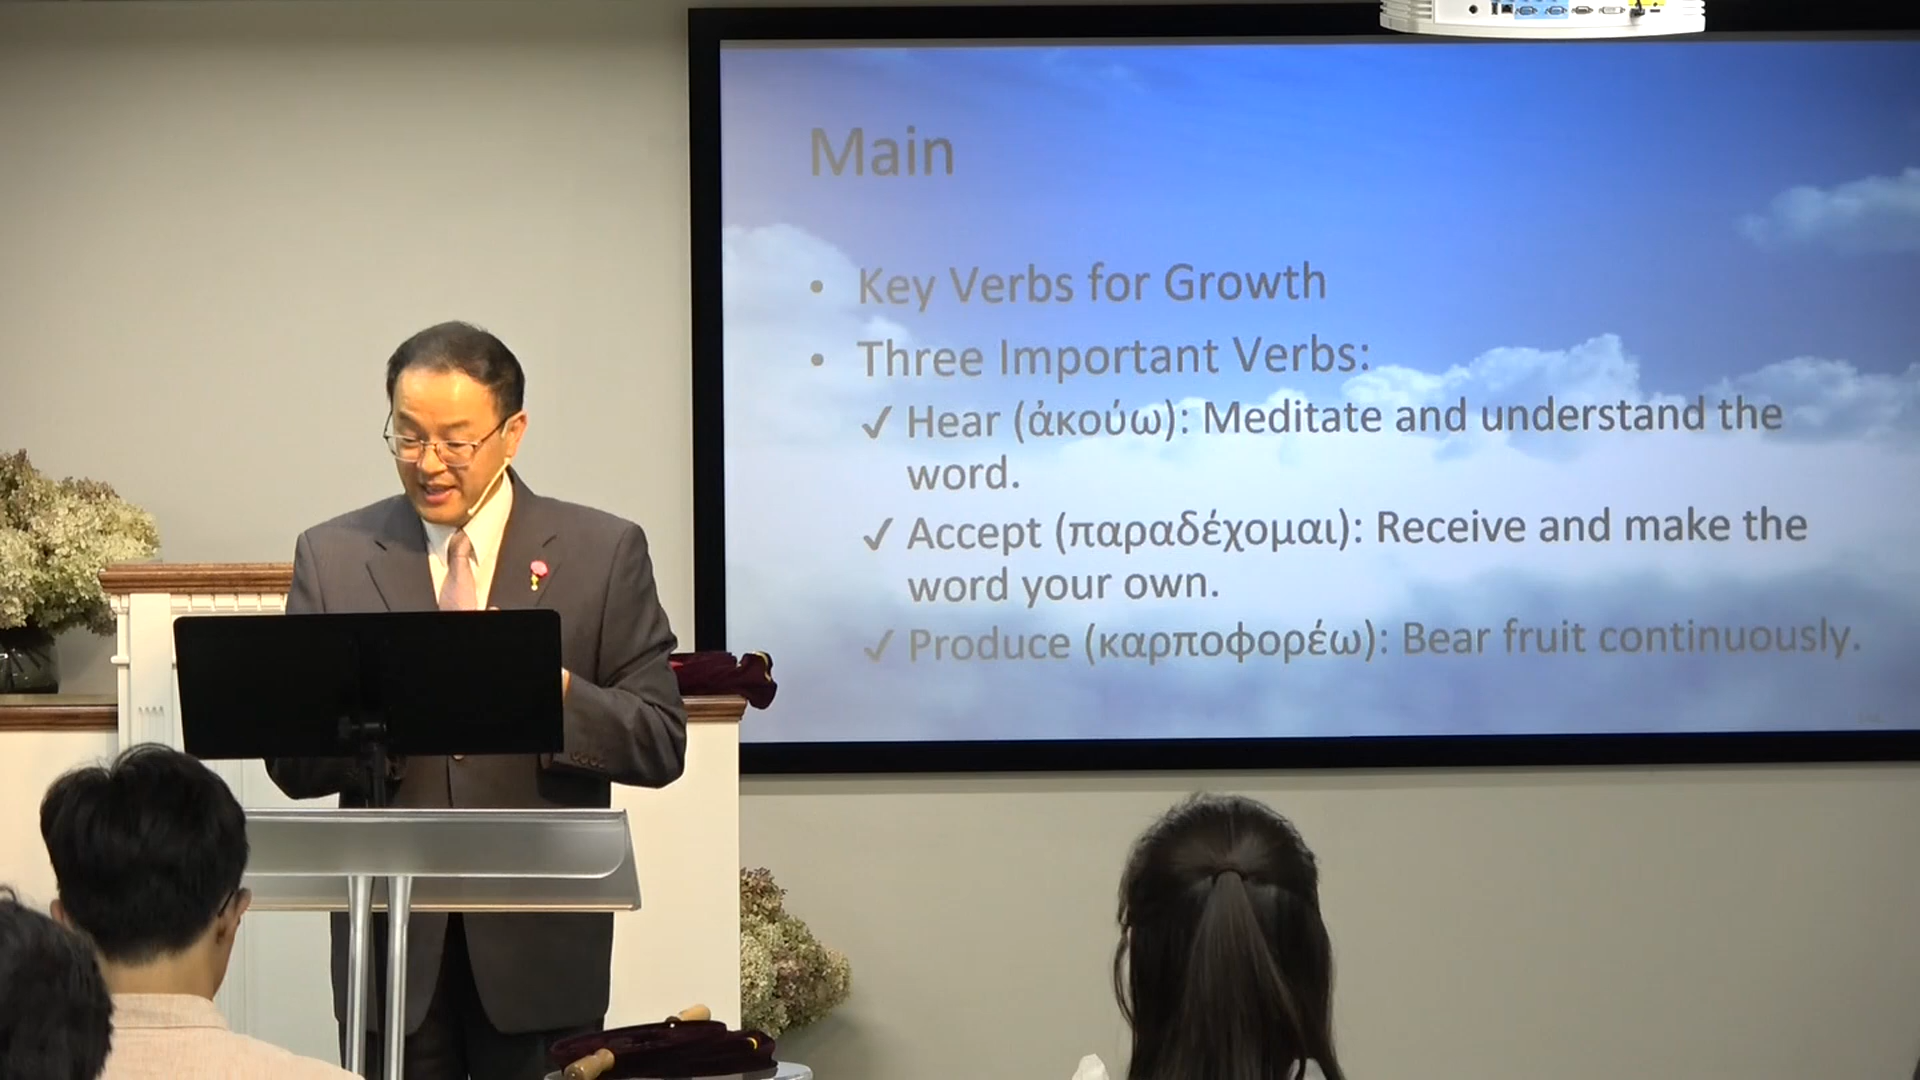 Main
• Key Verbs for Growth
• Three Important Verbs:
✓ Hear (ἀκούω): Meditate and understand the
word.
✓ Accept (παραδέχομαι): Receive and make the
word your own.
✓ Produce (καρποφορέω): Bear fruit continuously.